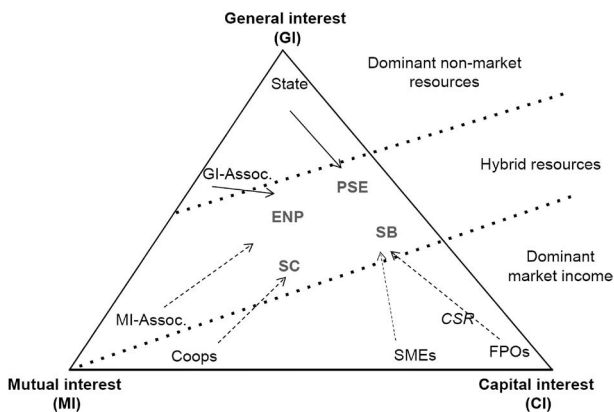 General interest
(GI)
Dominant non-market
resources
State
Hybrid resources
GI-Assoc.
PSE
ENP
SB
Dominant
market income
SC
MI-Assoc.
CSR
Coops
SMEs
FPOs
Mutual interest
(MI)
Capital interest
(CI)